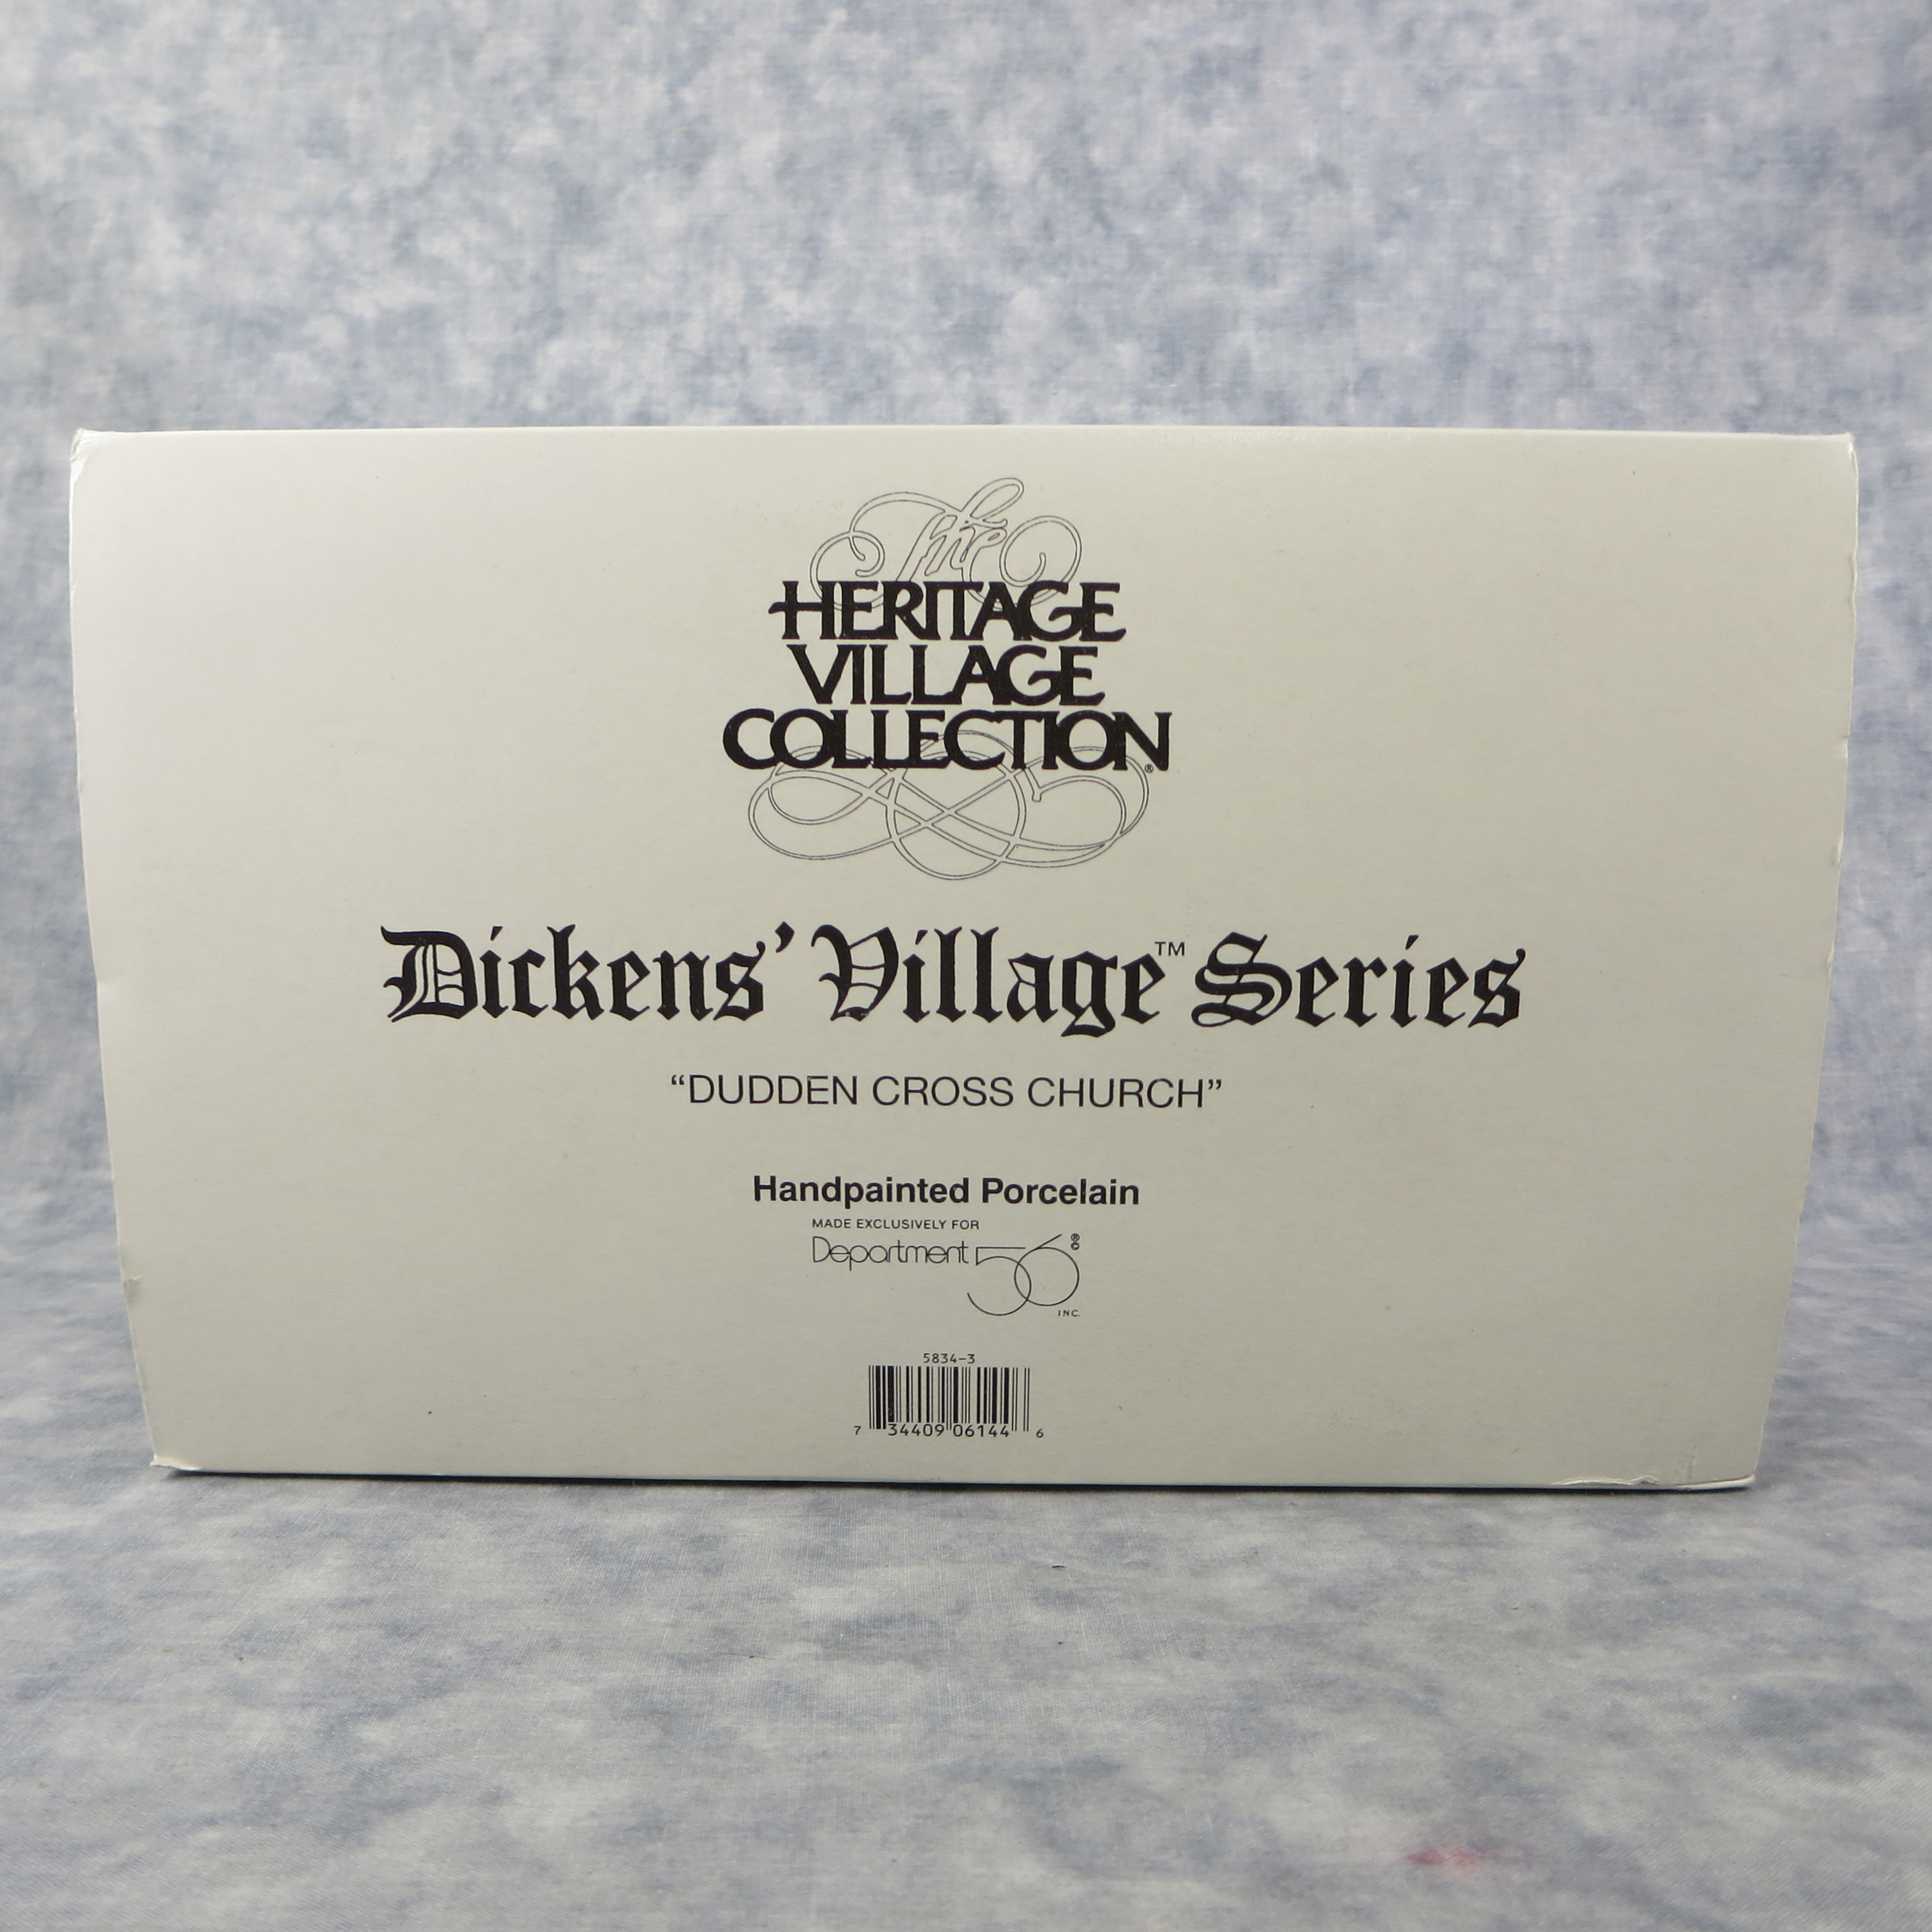 The
HERITAGE
VILLAGE
COLLECTION®
Dickens' Village™ Series
“DUDDEN CROSS CHURCH”
Handpainted Porcelain
MADE EXCLUSIVELY FOR
Department 56 ®©
INC.
5834-3
7 34409 06144 6